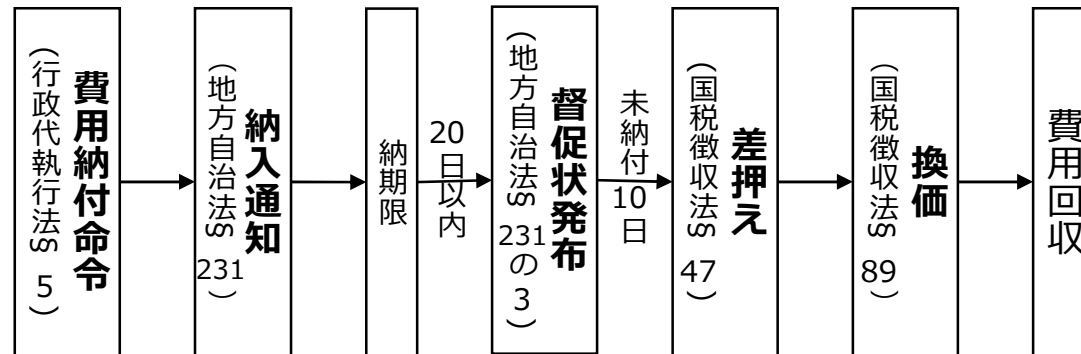 費用納付命令
（行政代執行法§5）
納入通知
（地方自治法§231）
納期限
20日以内
督促状発布
（地方自治法§231の3）
未納付10日
差押え
（国税徴収法§47）
換価
（国税徴収法§89）
費用回収